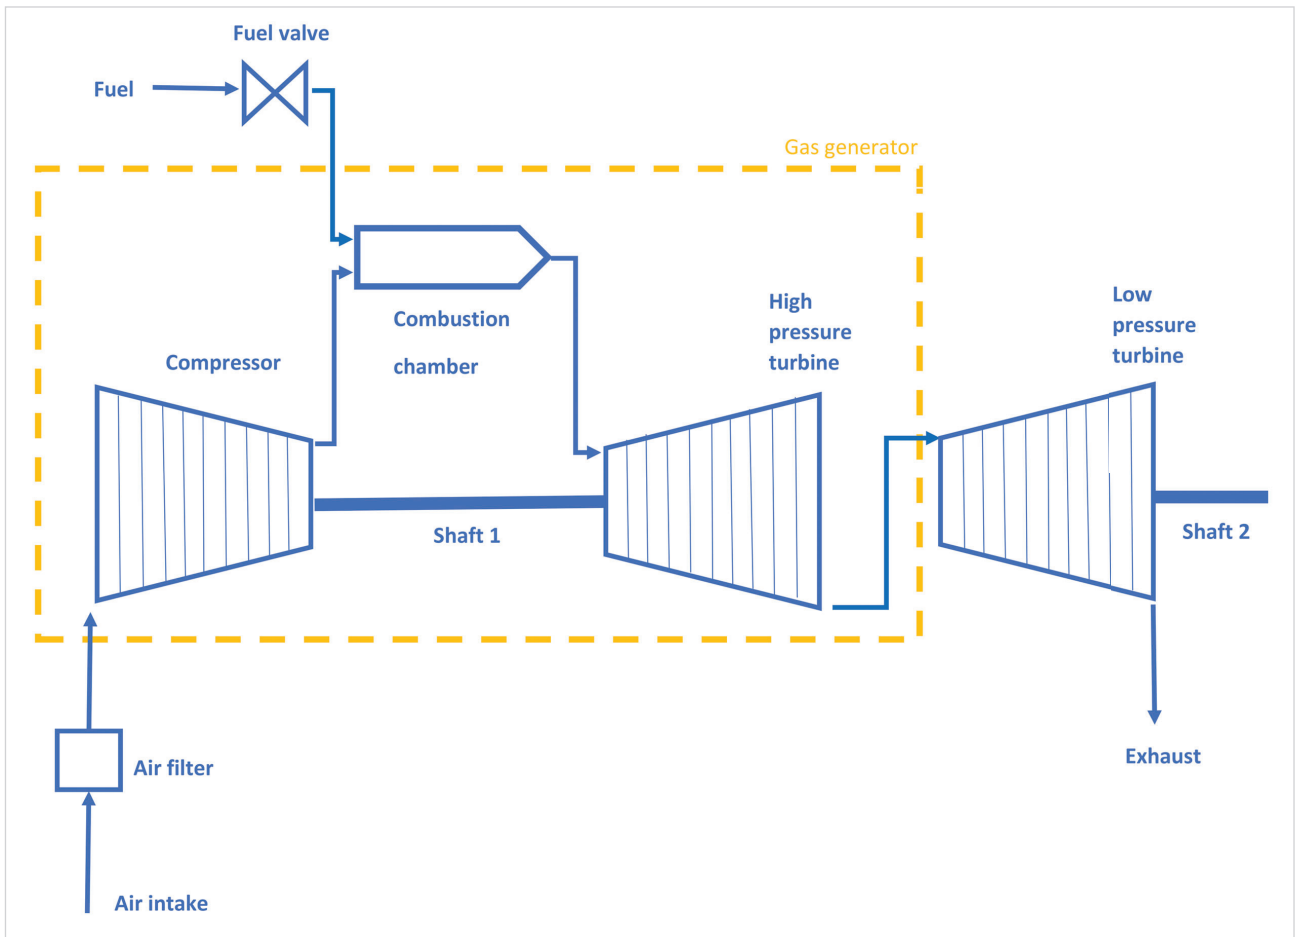 Fuel valve
Fuel
Gas generator
Combustion
chamber
Compressor
High
pressure
turbine
Low
pressure
turbine
Shaft 1
Shaft 2
Air filter
Exhaust
Air intake